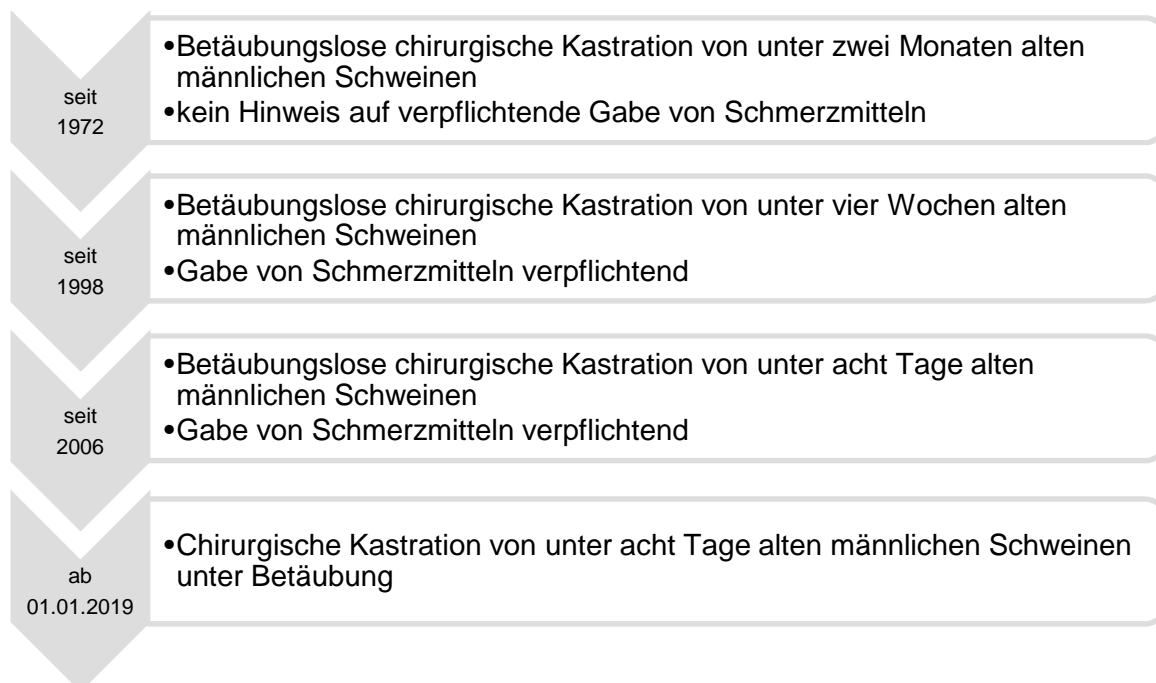 seit
1972
•Betäubungslose chirurgische Kastration von unter zwei Monaten alten
männlichen Schweinen
•kein Hinweis auf verpflichtende Gabe von Schmerzmitteln
seit
1998
•Betäubungslose chirurgische Kastration von unter vier Wochen alten
männlichen Schweinen
•Gabe von Schmerzmitteln verpflichtend
seit
2006
•Betäubungslose chirurgische Kastration von unter acht Tage alten
männlichen Schweinen
•Gabe von Schmerzmitteln verpflichtend
ab
01.01.2019
•Chirurgische Kastration von unter acht Tage alten männlichen Schweinen
unter Betäubung